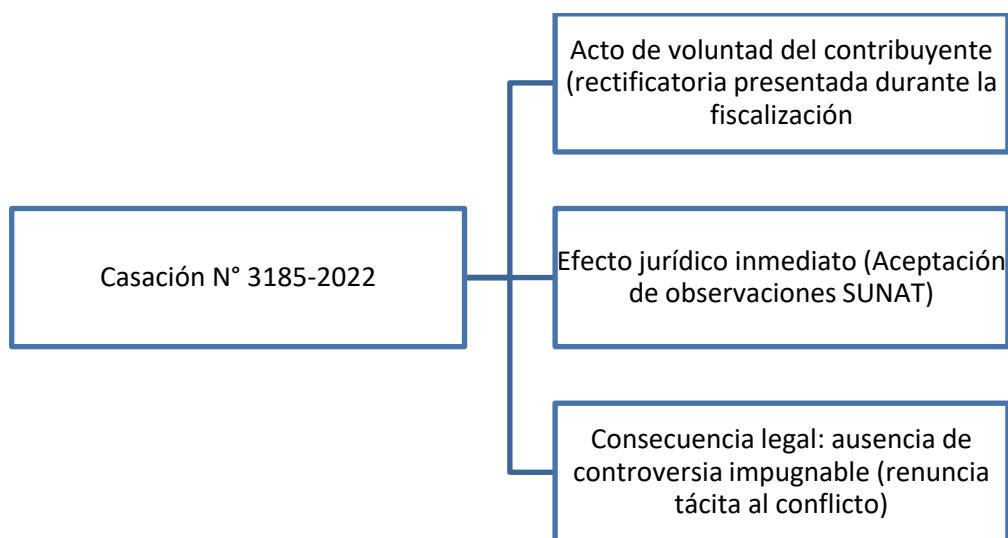 Acto de voluntad del contribuyente
(rectificatoria presentada durante la
fiscalización
Casación N° 3185-2022
Efecto jurídico inmediato (Aceptación
de observaciones SUNAT)
Consecuencia legal: ausencia de
controversia impugnable (renuncia
tácita al conflicto)